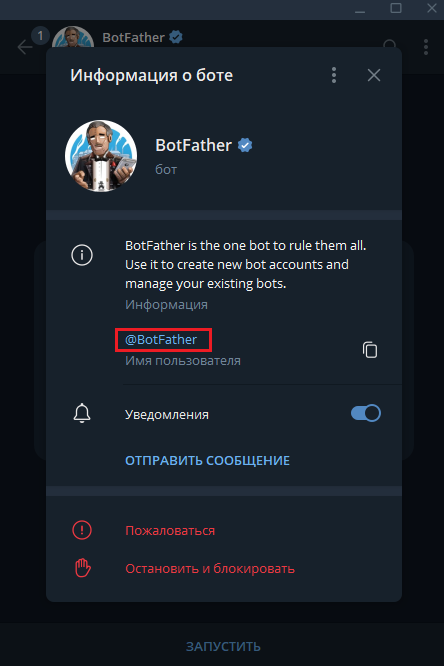 1
BotFather
Информация о боте
BotFather
бот
BotFather is the one bot to rule them all.
Use it to create new bot accounts and
manage your existing bots.
Информация
@BotFather
Имя пользователя
Уведомления
ОТПРАВИТЬ СООБЩЕНИЕ
Пожаловаться
Остановить и блокировать
ЗАПУСТИТЬ